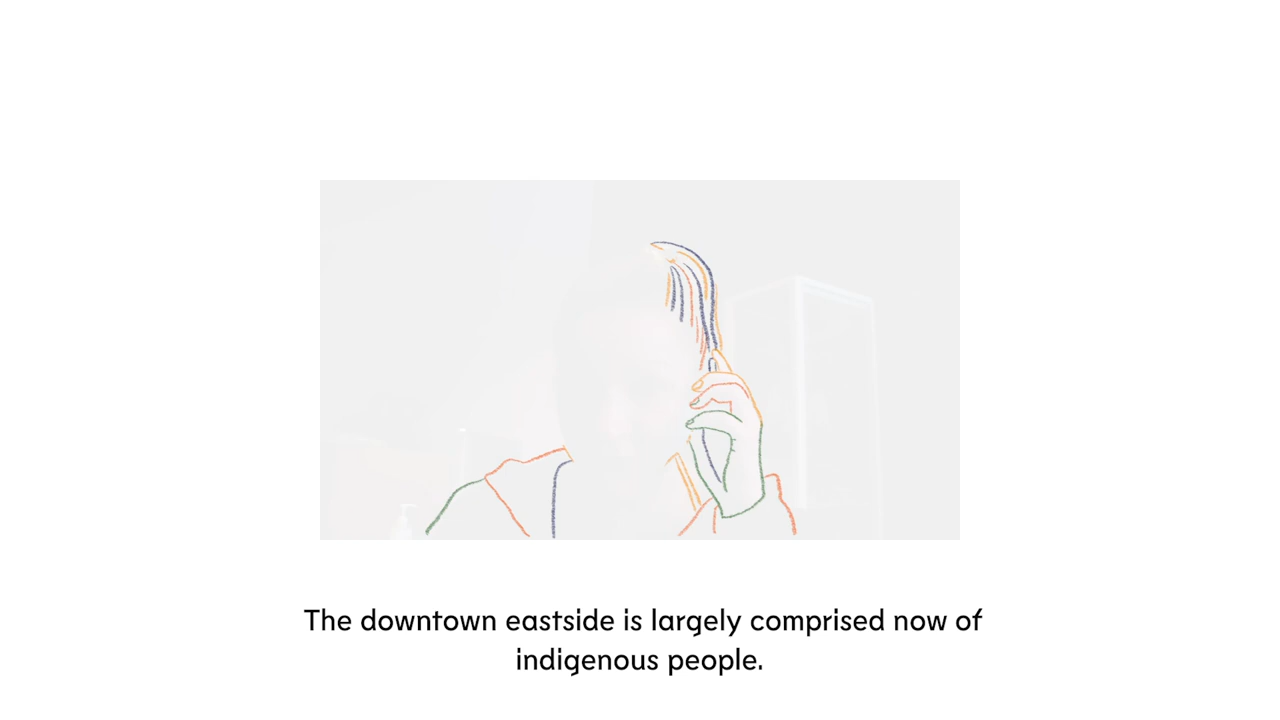 The downtown eastside is largely comprised now of
indigenous people.